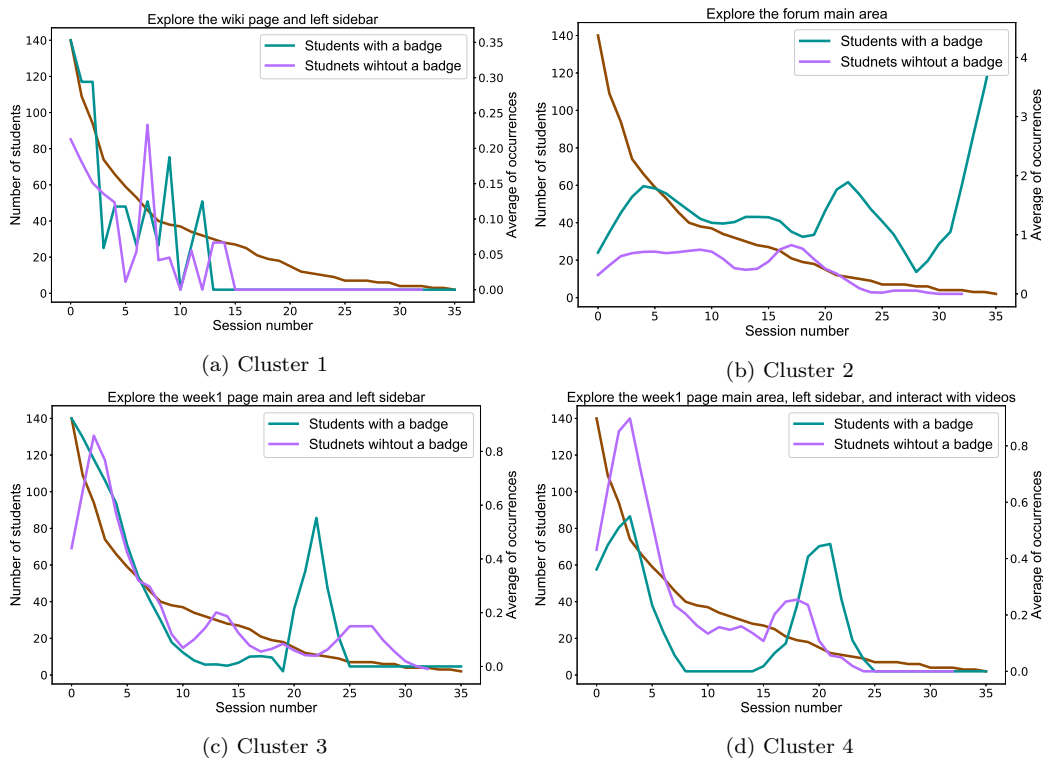 Explore the wiki page and left sidebar
Students with a badge
Studnets wihtout a badge
Number of students
Average of occurrences
140
120
100
80
60
40
20
0
0.35
0.30
0.25
0.20
0.15
0.10
0.05
0.00
0 5 10 15 20 25 30 35
Session number
(a) Cluster 1
Explore the forum main area
Students with a badge
Studnets wihtout a badge
Number of students
Average of occurrences
140
120
100
80
60
40
20
0
4
3
2
1
0
0 5 10 15 20 25 30 35
Session number
(b) Cluster 2
Explore the week1 page main area and left sidebar
Students with a badge
Studnets wihtout a badge
Number of students
Average of occurrences
140
120
100
80
60
40
20
0
0.8
0.6
0.4
0.2
0.0
0 5 10 15 20 25 30 35
Session number
(c) Cluster 3
Explore the week1 page main area, left sidebar, and interact with videos
Students with a badge
Studnets wihtout a badge
Number of students
Average of occurrences
140
120
100
80
60
40
20
0
0.8
0.6
0.4
0.2
0.0
0 5 10 15 20 25 30 35
Session number
(d) Cluster 4